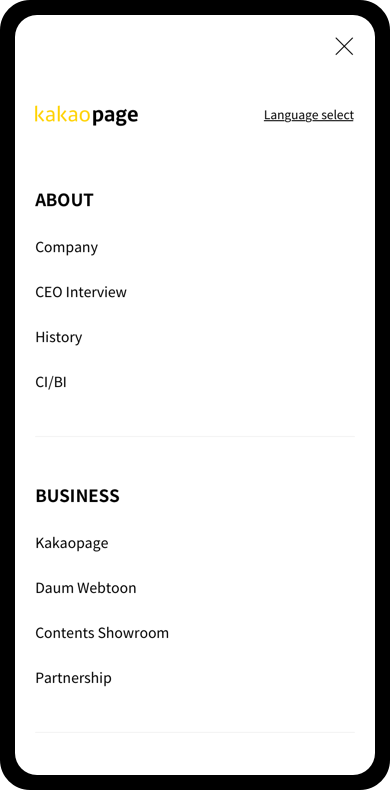 kakaopage
Language select
ABOUT
Company
CEO Interview
History
CI/BI
BUSINESS
Kakaopage
Daum Webtoon
Contents Showroom
Partnership